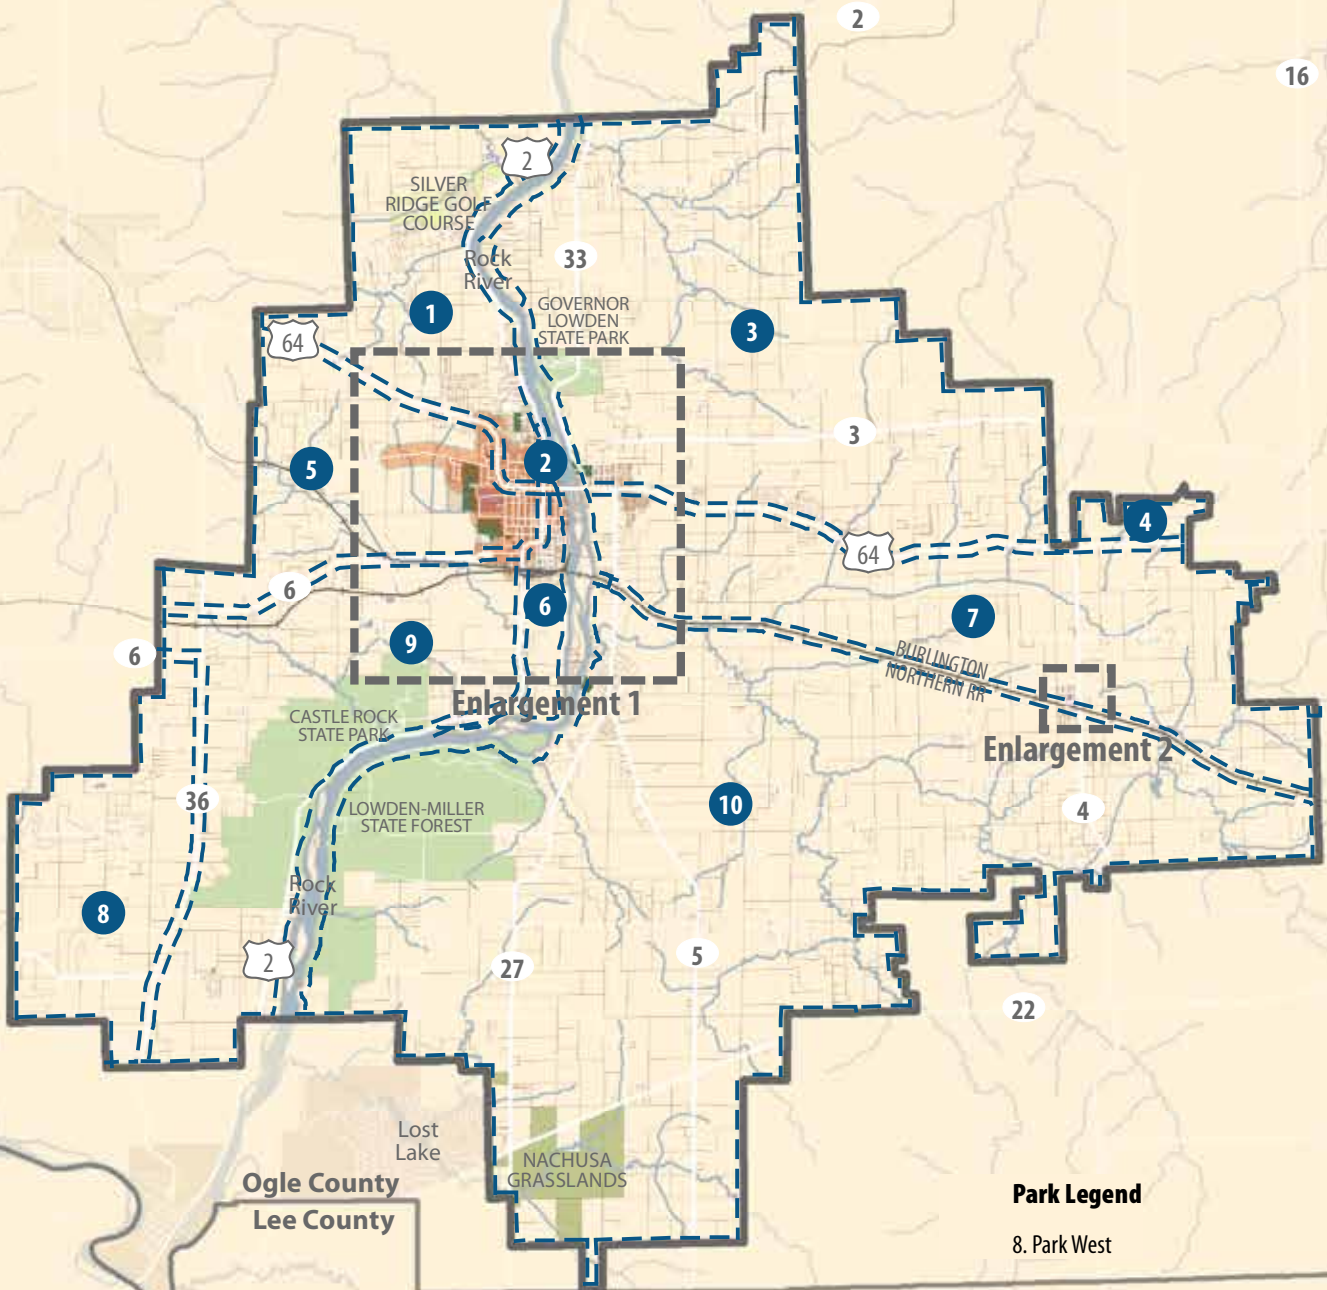 2
16
2
SILVER
RIDGE GOLF
COURSE
Rock
River
33
GOVERNOR
LOWDEN
STATE PARK
1
3
64
3
2
5
4
64
6
6
7
9
6
BURLINGTON
NORTHERN RR
Enlargement 1
CASTLE ROCK
STATE PARK
Enlargement 2
36
LOWDEN-MILLER
STATE FOREST
10
4
Rock
River
8
2
27
5
22
Lost
Lake
NACHUSA
GRASSLANDS
Ogle County
Lee County
Park Legend
8. Park West